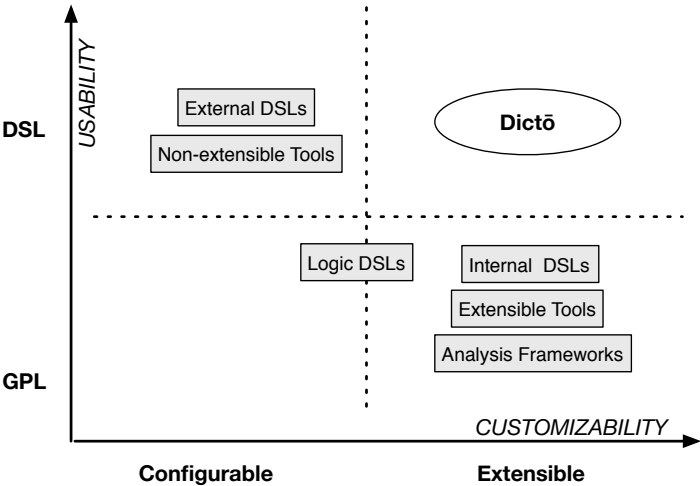 USABILITY
DSL
External DSLs
Non-extensible Tools
Dictō
Logic DSLs
Internal DSLs
Extensible Tools
Analysis Frameworks
GPL
CUSTOMIZABILITY
Configurable
Extensible